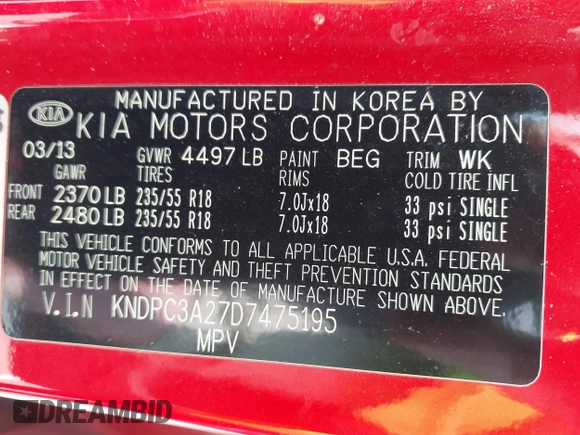 KIA
MANUFACTURED IN KOREA BY
KIA MOTORS CORPORATION
03/13 GVWR 4497 LB PAINT BEG TRIM WK
GAWR TIRES RIMS COLD TIRE INFL
FRONT 2370 LB 235/55 R18 7.0Jx18 33 psi SINGLE
REAR 2480 LB 235/55 R18 7.0Jx18 33 psi SINGLE
THIS VEHICLE CONFORMS TO ALL APPLICABLE U.S.A. FEDERAL
MOTOR VEHICLE SAFETY AND THEFT PREVENTION STANDARDS
IN EFFECT ON THE DATE OF MANUFACTURE SHOWN ABOVE.
V.I.N KNDPC3A27D7475195
MPV
DREAMBID